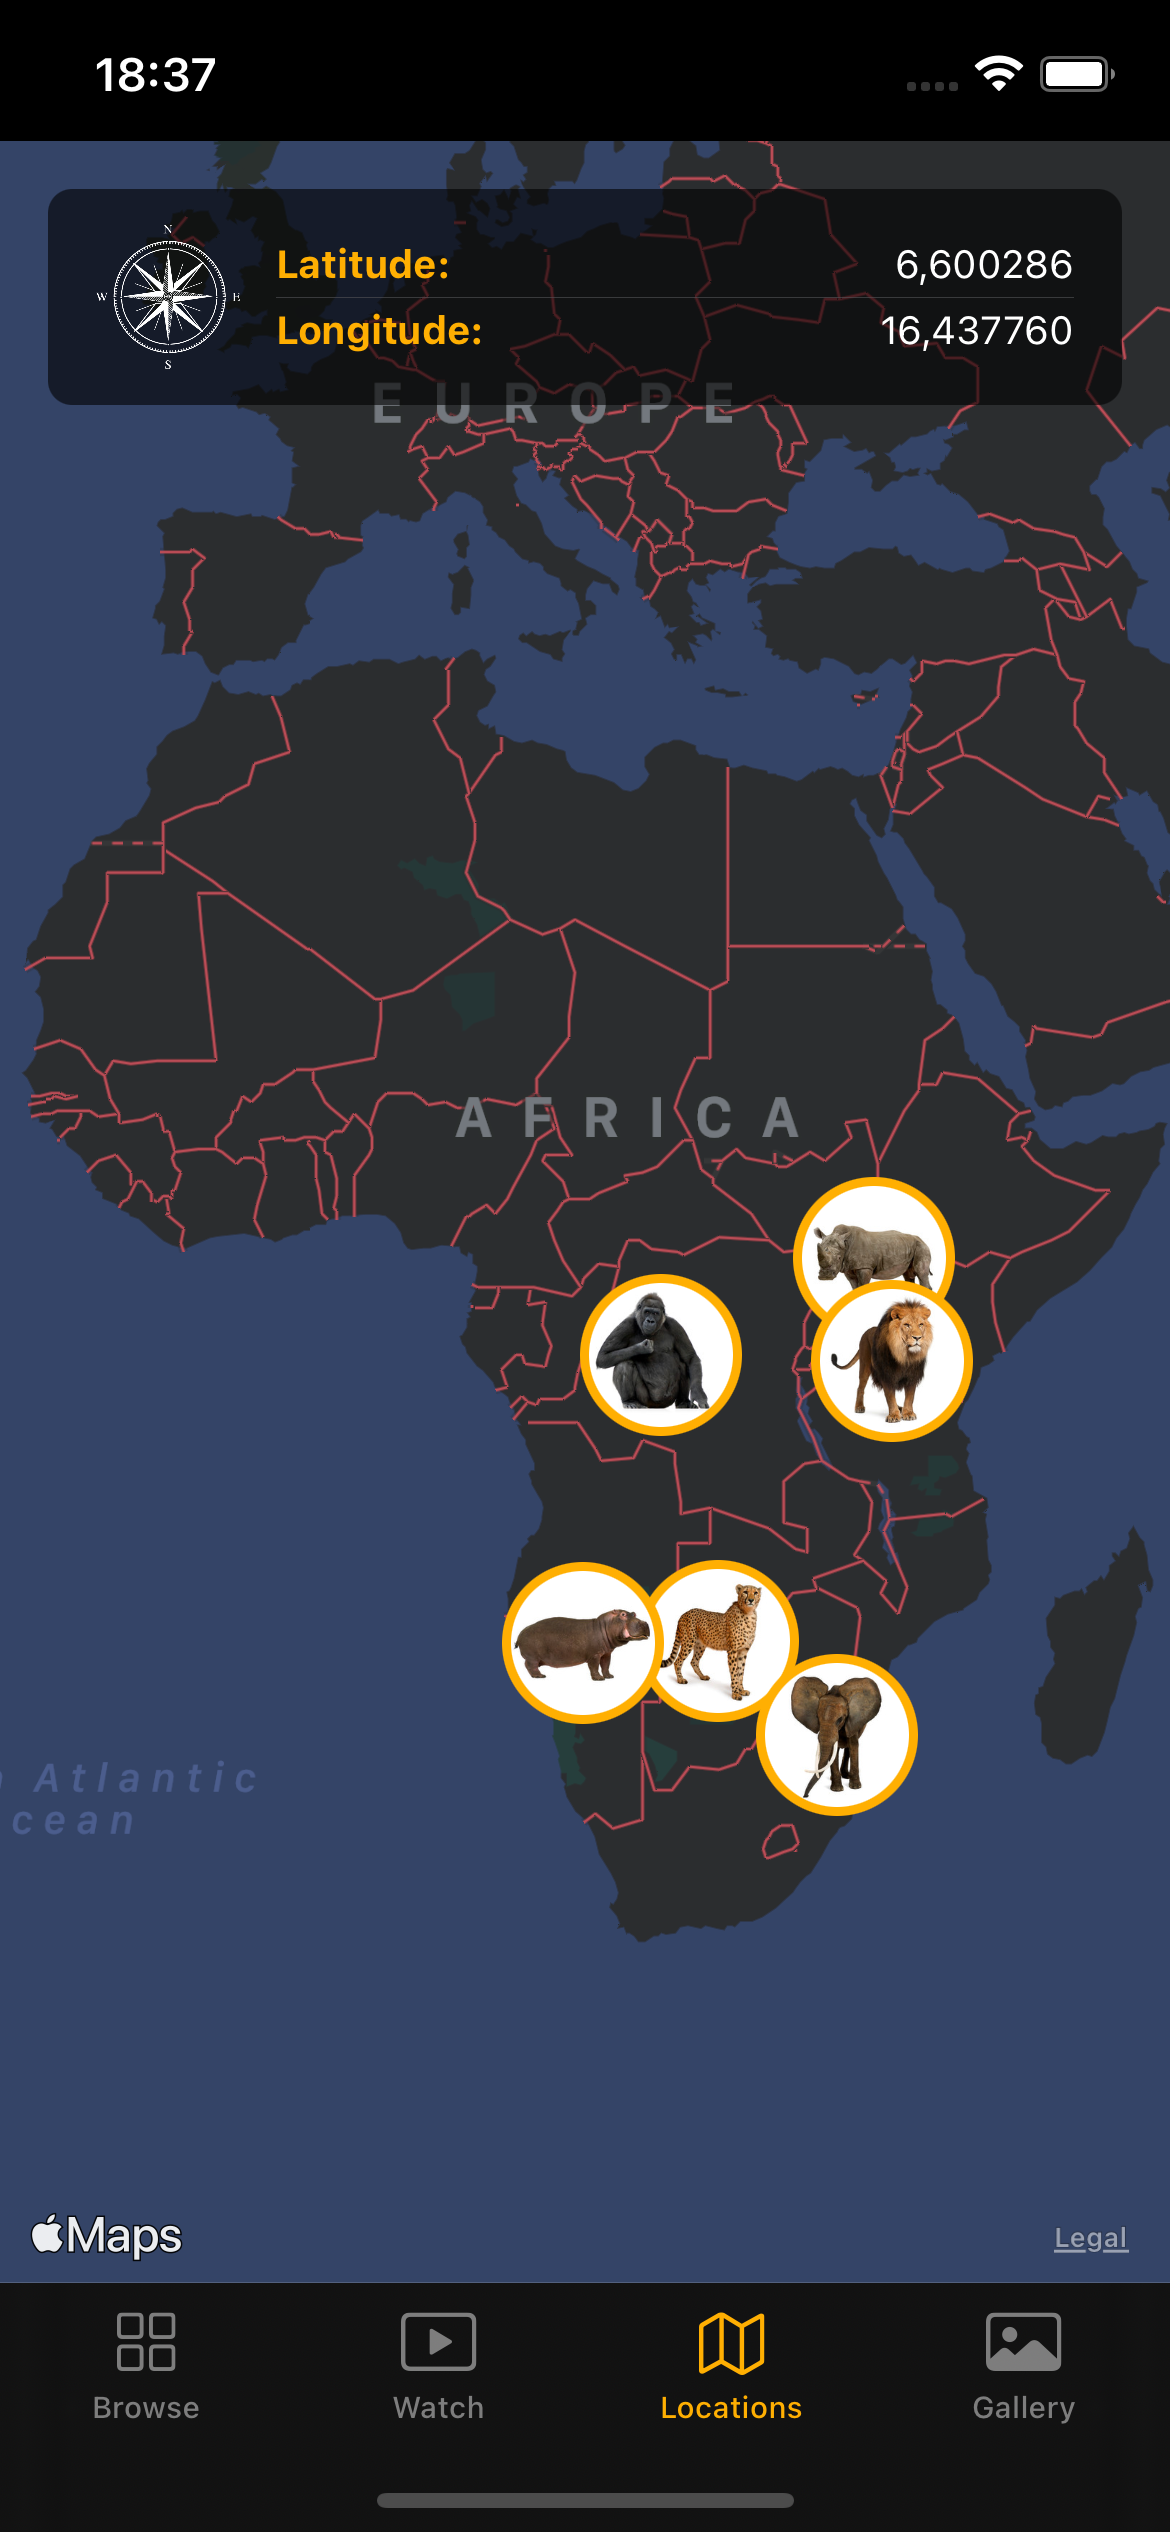 18:37
N
W E
S
Latitude: 6,600286
Longitude: 16,437760
EUROPE
AFRICA
Atlantic
cean
Maps
Legal
Browse Watch Locations Gallery